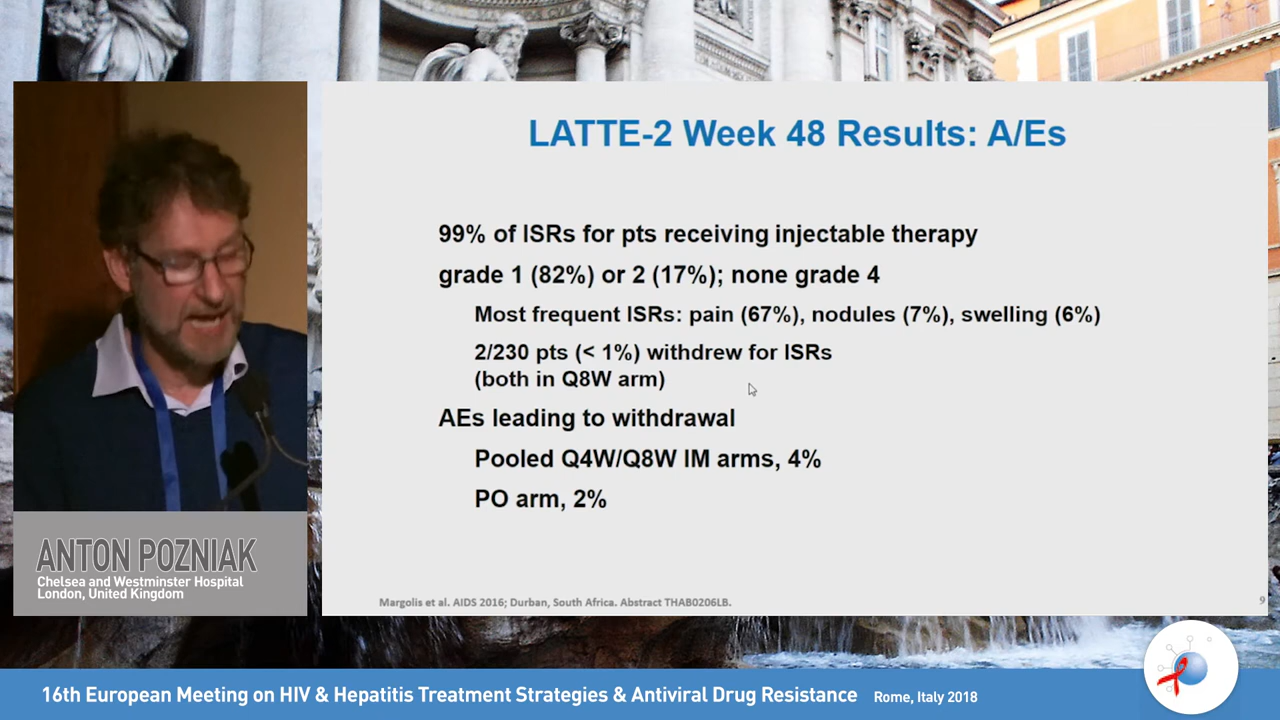 LATTE-2 Week 48 Results: A/Es
99% of ISRs for pts receiving injectable therapy
grade 1 (82%) or 2 (17%); none grade 4
Most frequent ISRs: pain (67%), nodules (7%), swelling (6%)
2/230 pts (< 1%) withdrew for ISRs
(both in Q8W arm)
AEs leading to withdrawal
Pooled Q4W/Q8W IM arms, 4%
PO arm, 2%
Margolis et al. AIDS 2016; Durban, South Africa. Abstract THAB0206LB.
9
ANTON POZNIAK
Chelsea and Westminster Hospital
London, United Kingdom
16th European Meeting on HIV & Hepatitis Treatment Strategies & Antiviral Drug Resistance Rome, Italy 2018